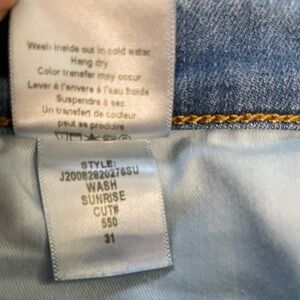 Wash inside out in cold water
Hang dry
Color transfer may occur
Laver à l'envers à l'eau froide
Suspendre à sec
Un transfert de couleur
peut se produire
STYLE:
J20082820276SU
WASH
SUNRISE
CUT#
550
31